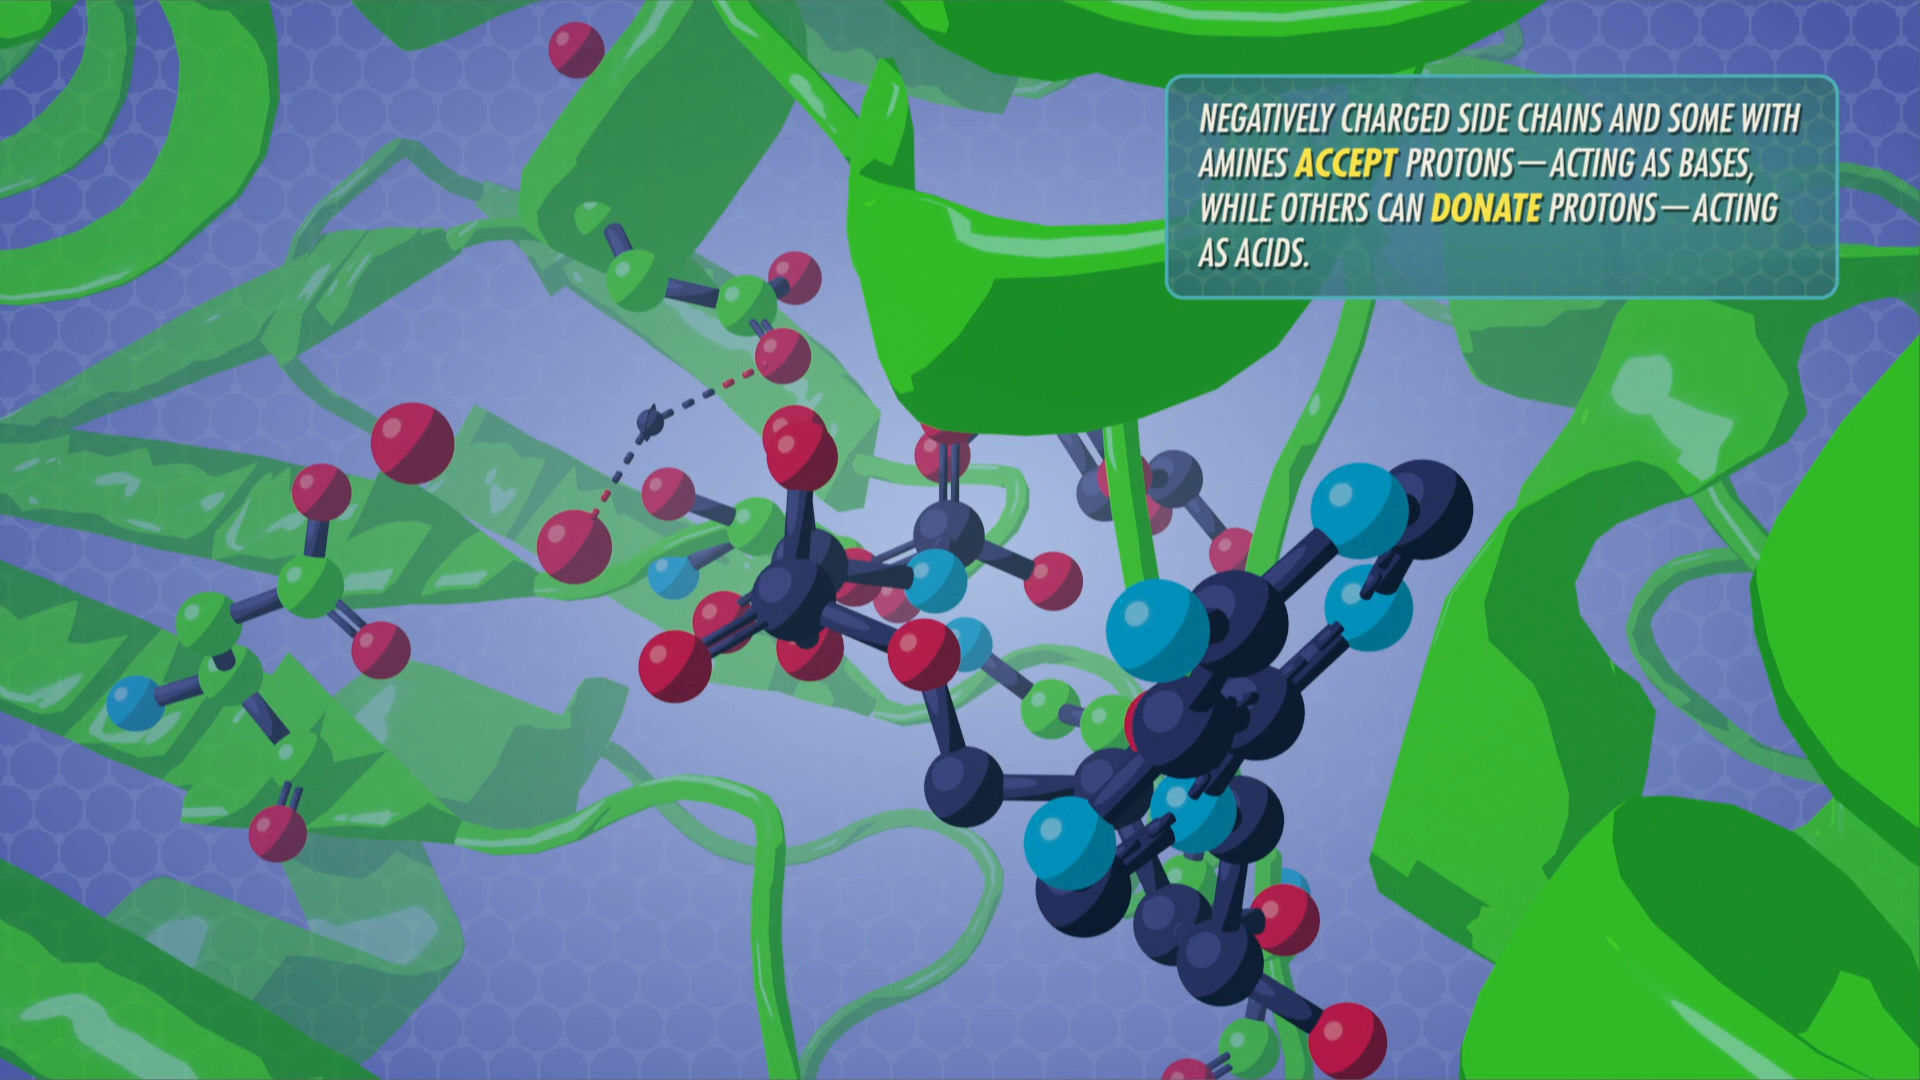 NEGATIVELY CHARGED SIDE CHAINS AND SOME WITH
AMINES ACCEPT PROTONS—ACTING AS BASES,
WHILE OTHERS CAN DONATE PROTONS—ACTING
AS ACIDS.